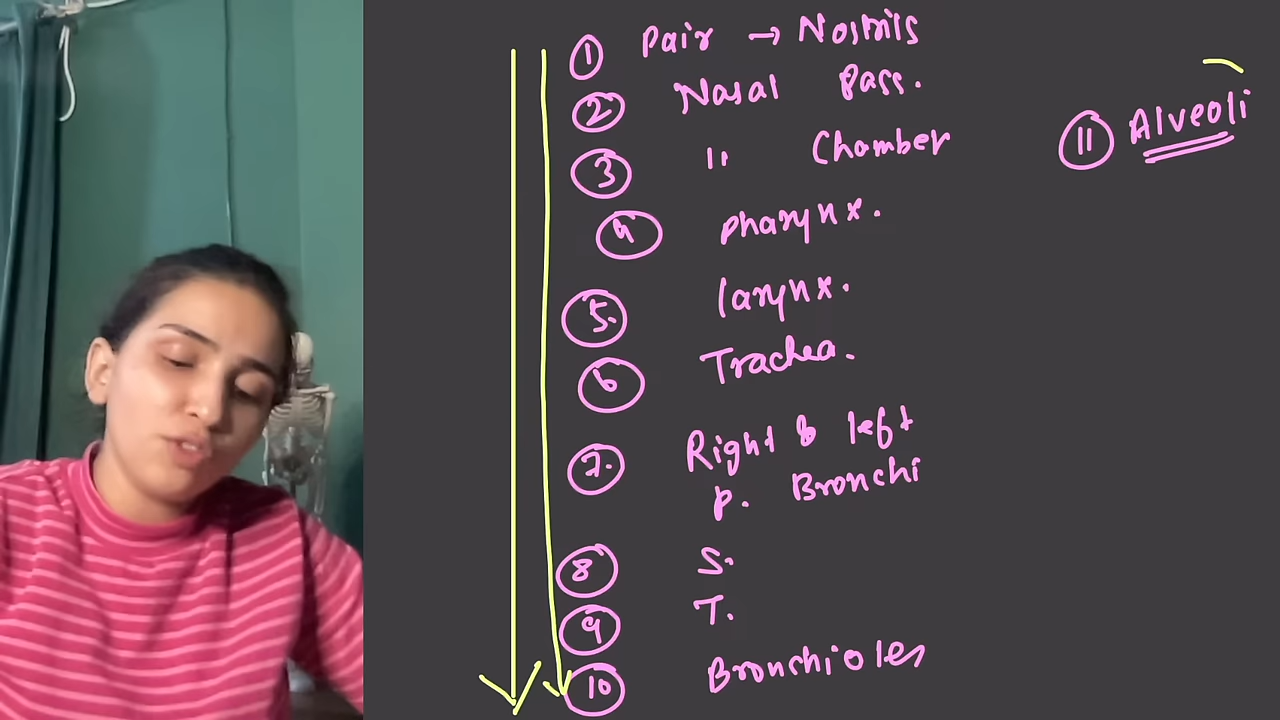 1 Pair → Nostrils
2 Nasal Pass.
3 " Chamber
4 Pharynx.
5. larynx.
6 Trachea.
7. Right & left
P. Bronchi
8 S.
9 T.
10 Bronchioles
11 Alveoli